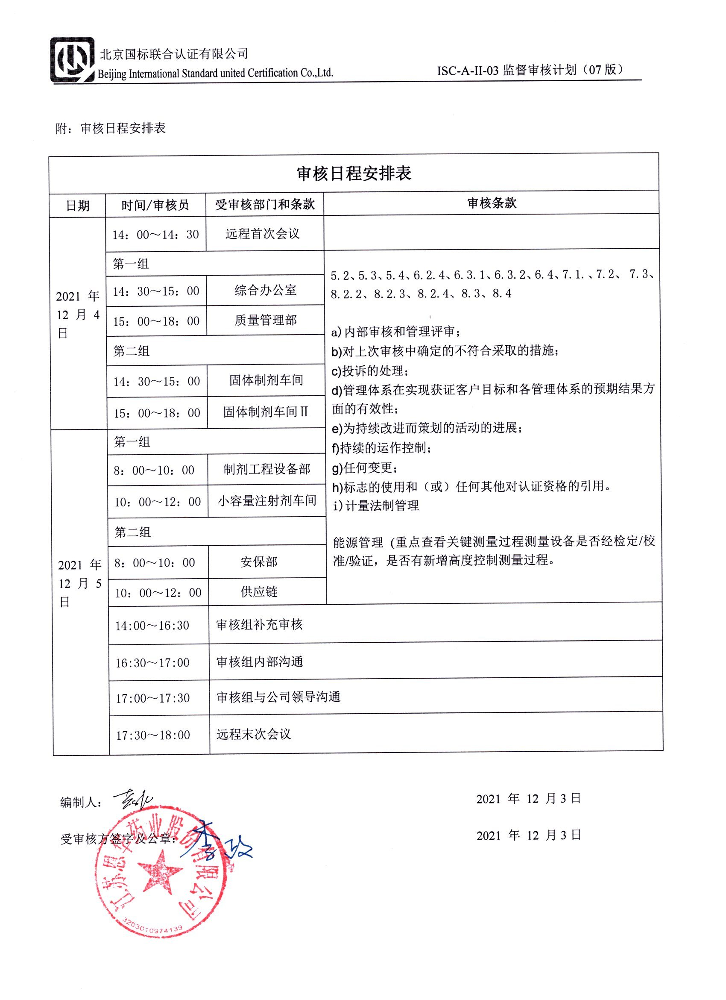 北京国标联合认证有限公司
Beijing International Standard united Certification Co.,Ltd.
ISC-A-II-03 监督审核计划（07 版）
附：审核日程安排表
审核日程安排表
日期 时间/审核员 受审核部门和条款 审核条款
2021 年
12 月 4
日
14：00～14：30 远程首次会议
第一组
14：30～15：00 综合办公室
15：00～18：00 质量管理部
第二组
14：30～15：00 固体制剂车间
15：00～18：00 固体制剂车间Ⅱ
2021 年
12 月 5
日
第一组
8：00～10：00 制剂工程设备部
10：00～12：00 小容量注射剂车间
第二组
8：00～10：00 安保部
10：00～12：00 供应链
5.2、5.3、5.4、6.2.4、6.3.1、6.3.2、6.4、7.1.、7.2、 7.3、
8.2.2、8.2.3、8.2.4、8.3、8.4
a)内部审核和管理评审；
b)对上次审核中确定的不符合采取的措施；
c)投诉的处理；
d)管理体系在实现获证客户目标和各管理体系的预期结果方
面的有效性；
e)为持续改进而策划的活动的进展；
f)持续的运作控制；
g)任何变更；
h)标志的使用和（或）任何其他对认证资格的引用。
i)计量法制管理
能源管理（重点查看关键测量过程测量设备是否经检定/校
准/验证，是否有新增高度控制测量过程。
14:00～16:30 审核组补充审核
16:30～17:00 审核组内部沟通
17:00～17:30 审核组与公司领导沟通
17:30～18:00 远程末次会议
编制人：
2021 年 12 月 3 日
受审核方签字及公章：
2021 年 12 月 3 日
江苏恩华药业股份有限公司
3203010974139